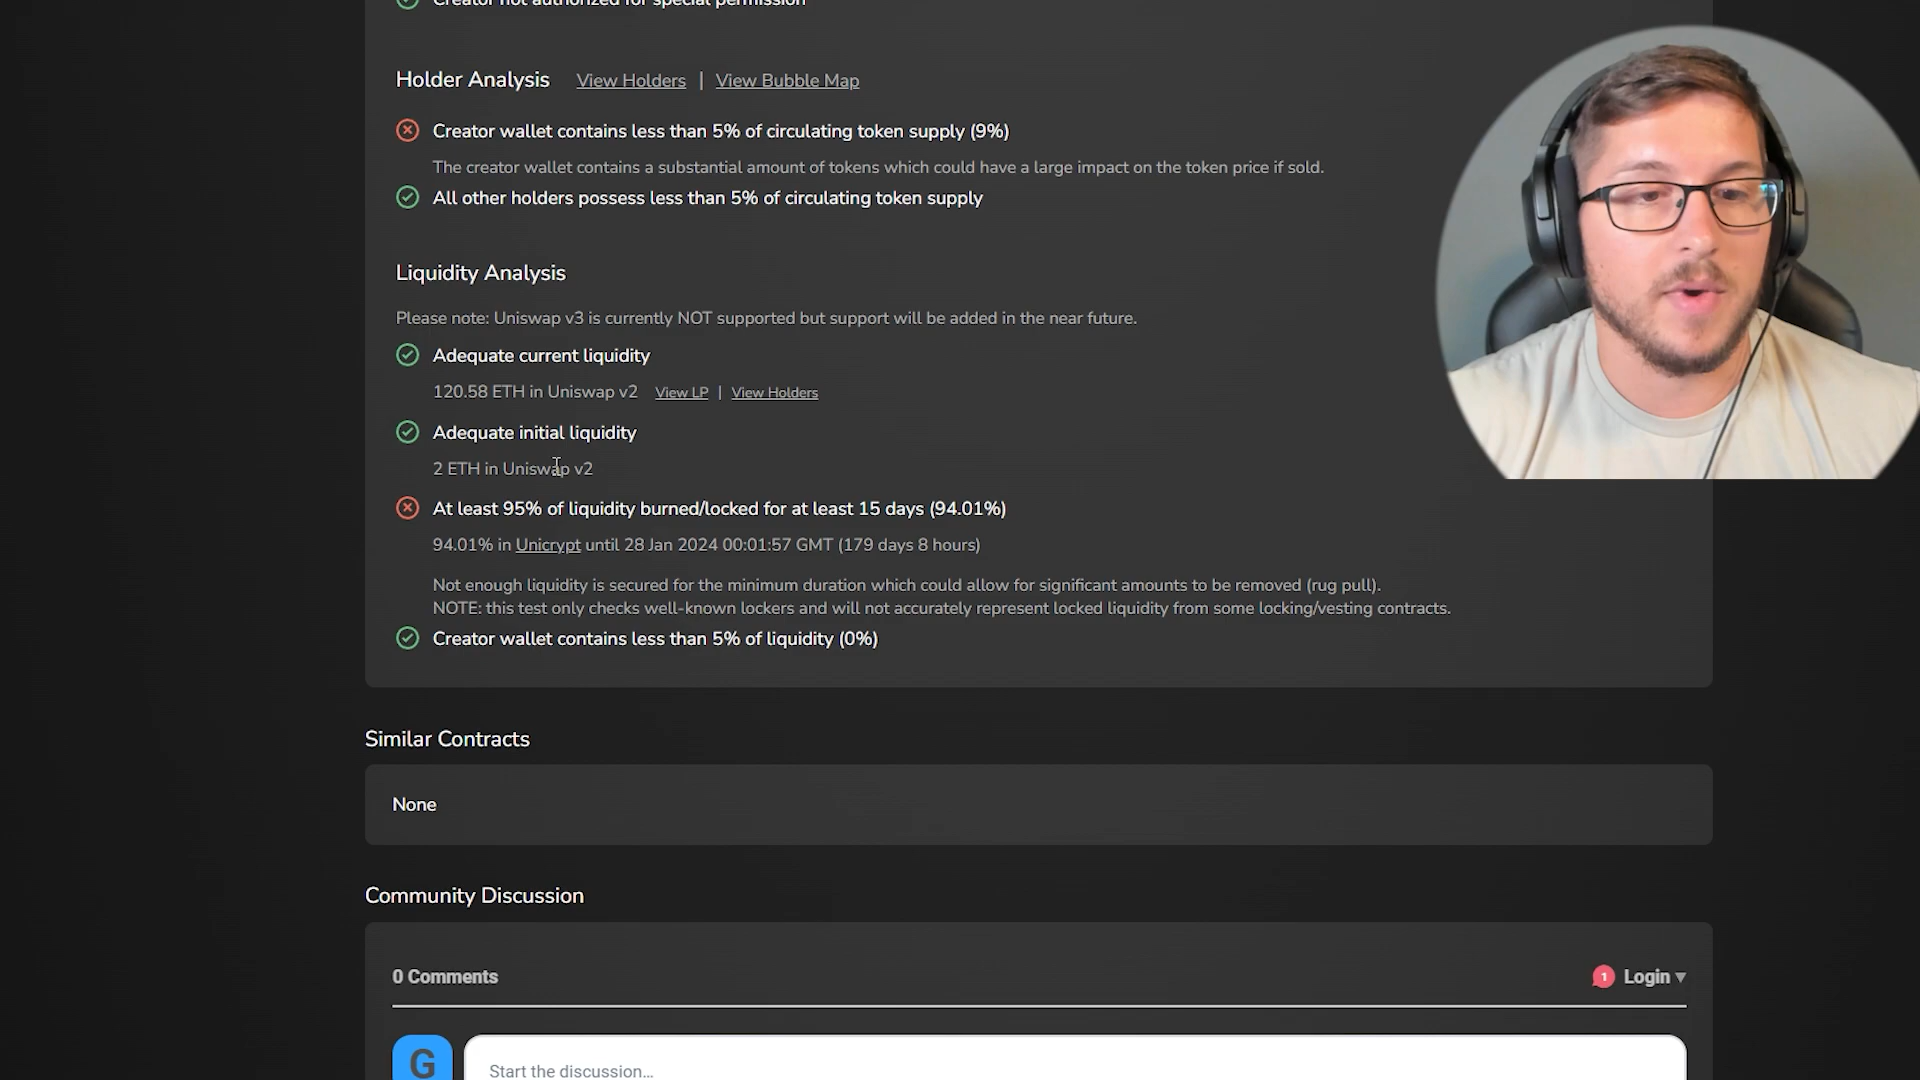 Creator not authorized for special permission
Holder Analysis View Holders | View Bubble Map
Creator wallet contains less than 5% of circulating token supply (9%)
The creator wallet contains a substantial amount of tokens which could have a large impact on the token price if sold.
All other holders possess less than 5% of circulating token supply
Liquidity Analysis
Please note: Uniswap v3 is currently NOT supported but support will be added in the near future.
Adequate current liquidity
120.58 ETH in Uniswap v2 View LP | View Holders
Adequate initial liquidity
2 ETH in Uniswap v2
At least 95% of liquidity burned/locked for at least 15 days (94.01%)
94.01% in Unicrypt until 28 Jan 2024 00:01:57 GMT (179 days 8 hours)
Not enough liquidity is secured for the minimum duration which could allow for significant amounts to be removed (rug pull).
NOTE: this test only checks well-known lockers and will not accurately represent locked liquidity from some locking/vesting contracts.
Creator wallet contains less than 5% of liquidity (0%)
Similar Contracts
None
Community Discussion
0 Comments
1 Login
G
Start the discussion...